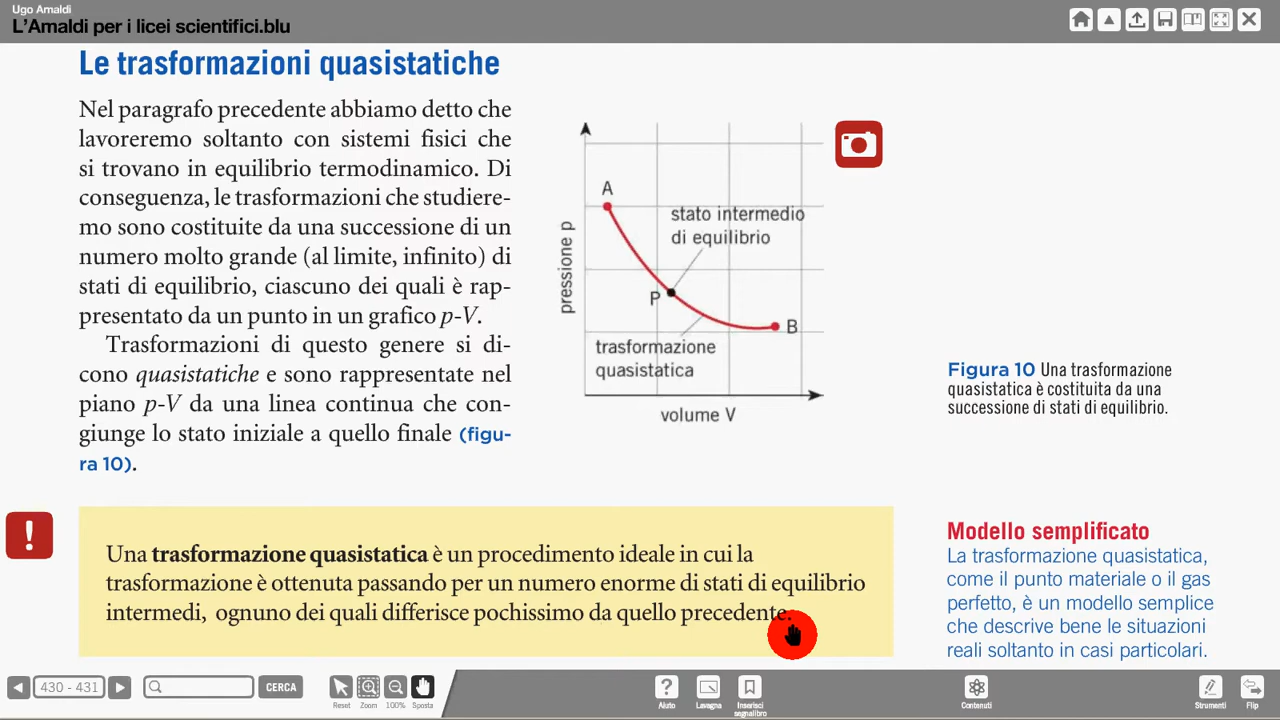 Ugo Amaldi
L'Amaldi per i licei scientifici.blu
Le trasformazioni quasistatiche
Nel paragrafo precedente abbiamo detto che
lavoreremo soltanto con sistemi fisici che
si trovano in equilibrio termodinamico. Di
conseguenza, le trasformazioni che studiere-
mo sono costituite da una successione di un
numero molto grande (al limite, infinito) di
stati di equilibrio, ciascuno dei quali è rap-
presentato da un punto in un grafico p-V.
Trasformazioni di questo genere si di-
cono quasistatiche e sono rappresentate nel
piano p-V da una linea continua che con-
giunge lo stato iniziale a quello finale (figu-
ra 10).
A
stato intermedio
di equilibrio
pressione p
P
B
trasformazione
quasistatica
volume V
Figura 10 Una trasformazione
quasistatica è costituita da una
successione di stati di equilibrio.
!
Una trasformazione quasistatica è un procedimento ideale in cui la
trasformazione è ottenuta passando per un numero enorme di stati di equilibrio
intermedi, ognuno dei quali differisce pochissimo da quello precedente.
Modello semplificato
La trasformazione quasistatica,
come il punto materiale o il gas
perfetto, è un modello semplice
che descrive bene le situazioni
reali soltanto in casi particolari.
430 - 431
CERCA
Reset
Zoom
100%
Sposta
?
Aiuto
Lavagna
Inserisci
segnalibro
Contenuti
Strumenti
Flip